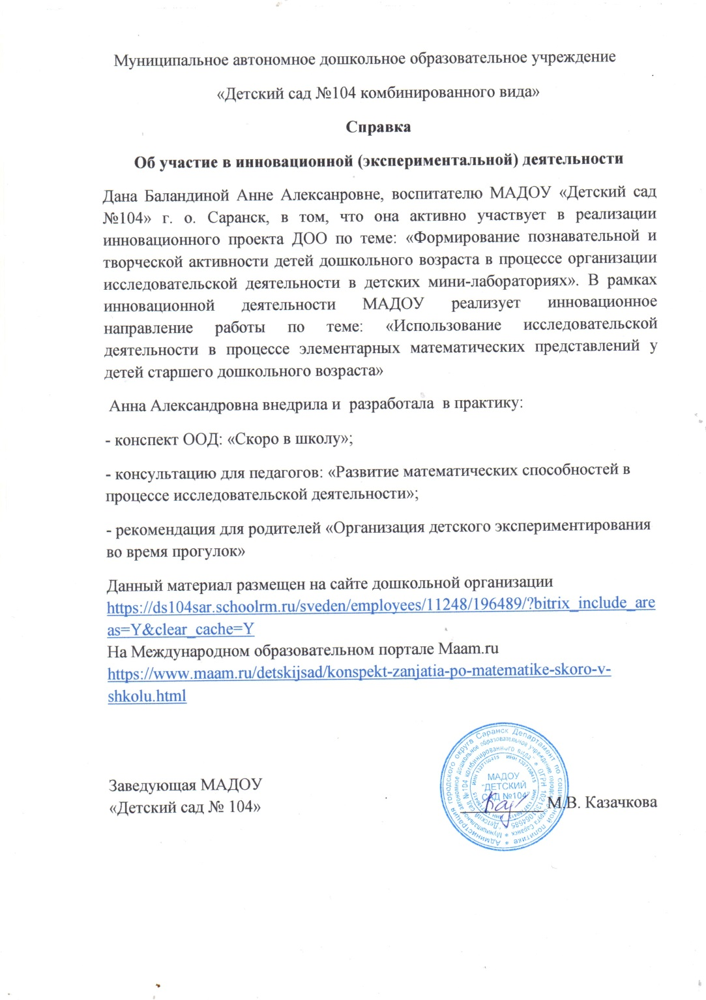 Муниципальное автономное дошкольное образовательное учреждение
«Детский сад №104 комбинированного вида»
Справка
Об участие в инновационной (экспериментальной) деятельности
Дана Баландиной Анне Алексанровне, воспитателю МАДОУ «Детский сад
№104» г. о. Саранск, в том, что она активно участвует в реализации
инновационного проекта ДОО по теме: «Формирование познавательной и
творческой активности детей дошкольного возраста в процессе организации
исследовательской деятельности в детских мини-лабораториях». В рамках
инновационной деятельности МАДОУ реализует инновационное
направление работы по теме: «Использование исследовательской
деятельности в процессе элементарных математических представлений у
детей старшего дошкольного возраста»
Анна Александровна внедрила и разработала в практику:
- конспект ООД: «Скоро в школу»;
- консультацию для педагогов: «Развитие математических способностей в
процессе исследовательской деятельности»;
- рекомендация для родителей «Организация детского экспериментирования
во время прогулок»
Данный материал размещен на сайте дошкольной организации
https://ds104sar.schoolrm.ru/sveden/employees/11248/196489/?bitrix_include_are
as=Y&clear_cache=Y
На Международном образовательном портале Maam.ru
https://www.maam.ru/detskijsad/konspekt-zanjatia-po-matematike-skoro-v-
shkolu.html
Заведующая МАДОУ
«Детский сад № 104»
М.В. Казачкова
Администрация городского округа Саранск Департамент по социальной политике
Муниципальное автономное дошкольное образовательное учреждение городского округа Саранск
"Детский сад №104 комбинированного вида"
ИНН 1327150415
МАДОУ
"ДЕТСКИЙ
САД №104"